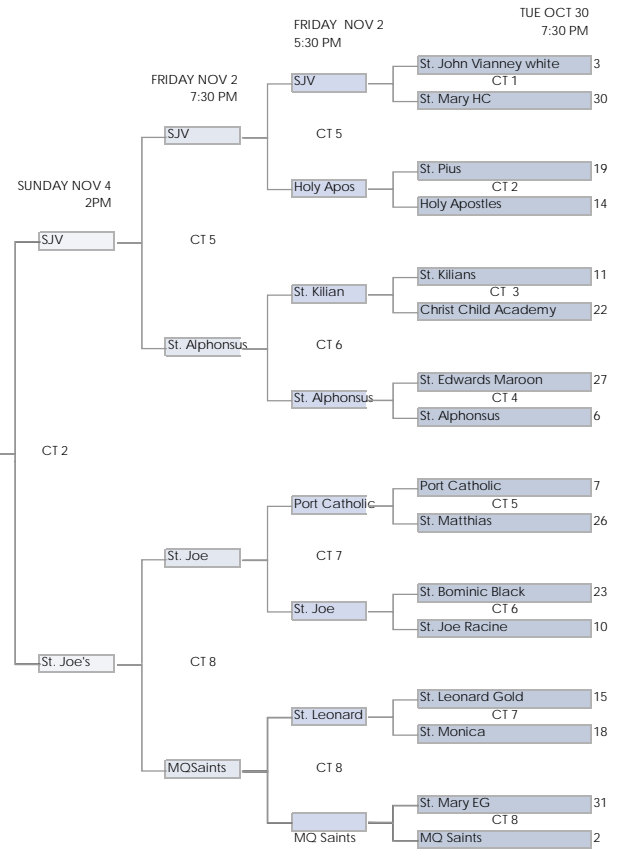 TUE OCT 30
7:30 PM
FRIDAY NOV 2
5:30 PM
FRIDAY NOV 2
7:30 PM
SUNDAY NOV 4
2PM
St. John Vianney white 3
CT 1
St. Mary HC 30
SJV
CT 5
SJV
St. Pius 19
CT 2
Holy Apostles 14
Holy Apos
SJV
CT 5
St. Kilians 11
CT 3
Christ Child Academy 22
St. Kilian
CT 6
St. Alphonsus
St. Edwards Maroon 27
CT 4
St. Alphonsus 6
St. Alphonsus
CT 2
Port Catholic 7
CT 5
St. Matthias 26
Port Catholic
CT 7
St. Joe
St. Bominic Black 23
CT 6
St. Joe Racine 10
St. Joe
St. Joe's
CT 8
St. Leonard Gold 15
CT 7
St. Monica 18
St. Leonard
CT 8
MQSaints
St. Mary EG 31
CT 8
MQ Saints 2
MQ Saints